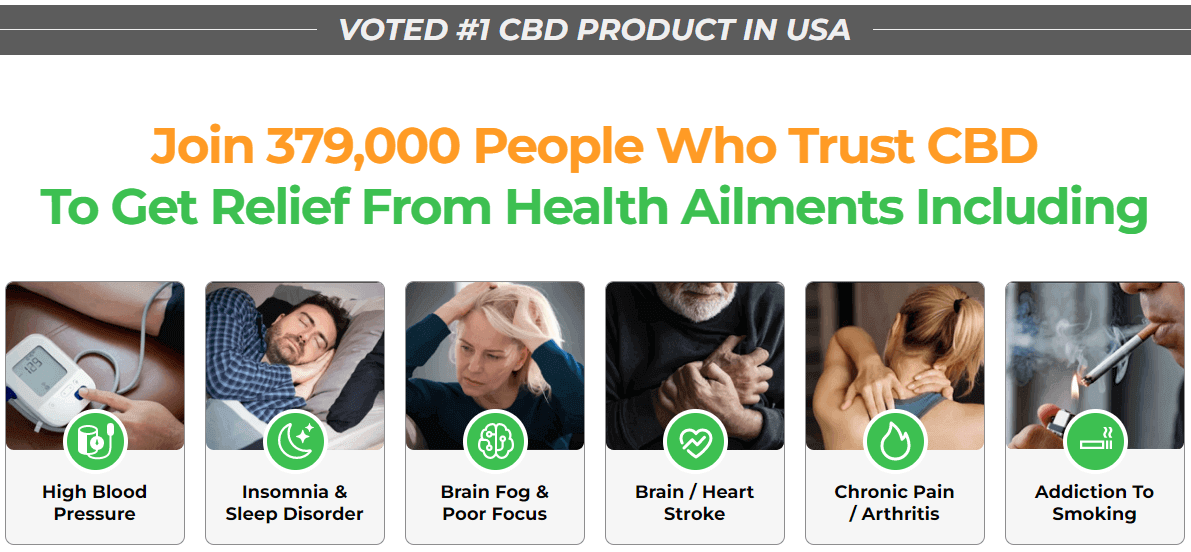 VOTED #1 CBD PRODUCT IN USA
Join 379,000 People Who Trust CBD
To Get Relief From Health Ailments Including
129
High Blood
Pressure
Insomnia &
Sleep Disorder
Brain Fog &
Poor Focus
Brain / Heart
Stroke
Chronic Pain
/ Arthritis
Addiction To
Smoking